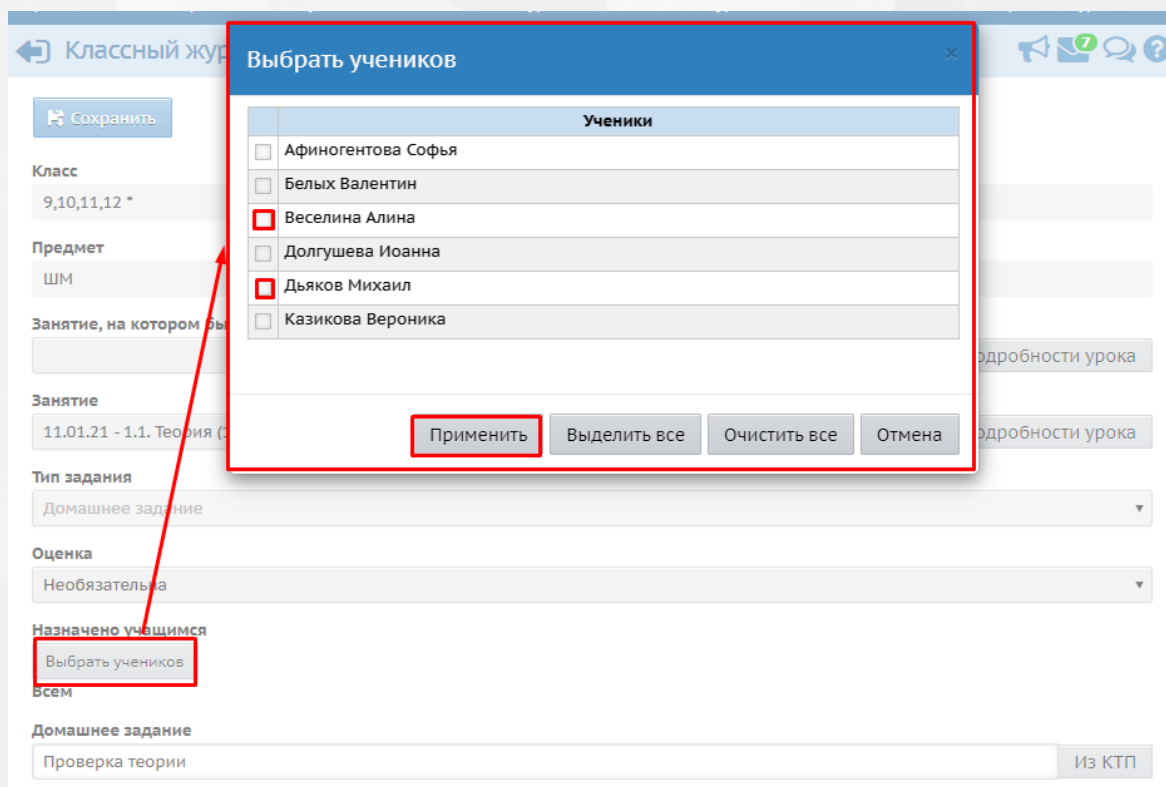 Классный жур
7
Выбрать учеников
×
Сохранить
Ученики
Афиногентова Софья
Белых Валентин
Веселина Алина
Долгушева Иоанна
Дьяков Михаил
Казикова Вероника
Применить
Выделить все
Очистить все
Отмена
Класс
9,10,11,12 *
Предмет
ШМ
Занятие, на котором бы
одробности урока
Занятие
11.01.21 - 1.1. Теория (
одробности урока
Тип задания
Домашнее задание
Оценка
Необязательна
Назначено учащимся
Выбрать учеников
Всем
Домашнее задание
Проверка теории
Из КТП